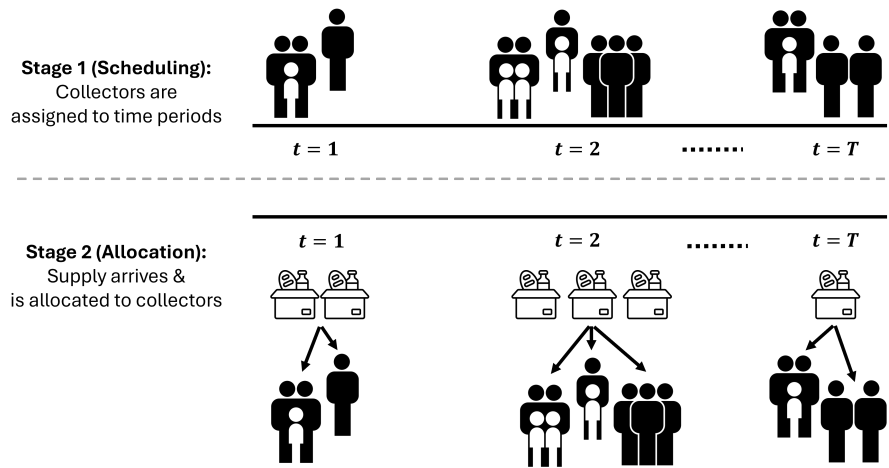 Stage 1 (Scheduling):
Collectors are
assigned to time periods
t = 1
t = 2
........
t = T
Stage 2 (Allocation):
Supply arrives &
is allocated to collectors
t = 1
t = 2
........
t = T